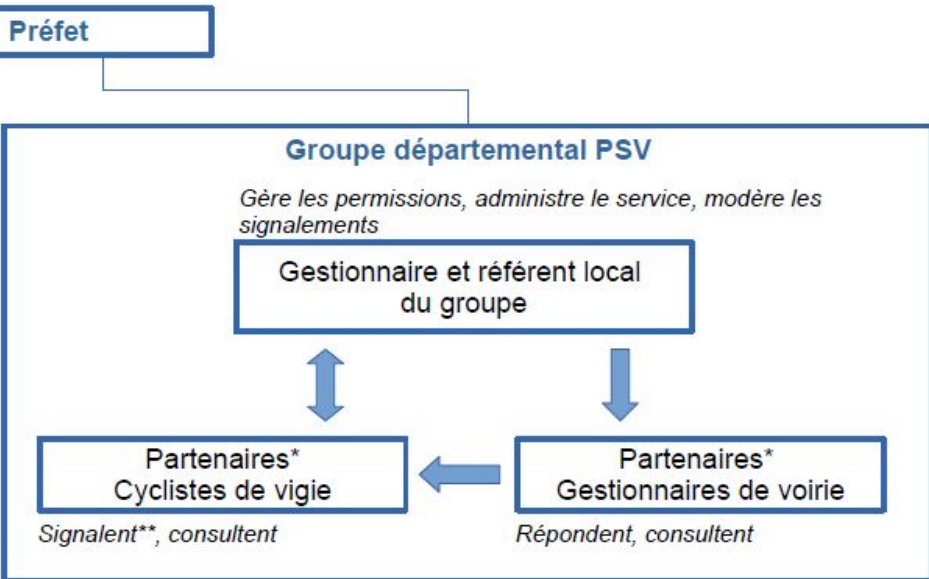 Préfet
Groupe départemental PSV
Gère les permissions, administre le service, modère les
signalements
Gestionnaire et référent local
du groupe
Partenaires*
Cyclistes de vigie
Signalent**, consultent
Partenaires*
Gestionnaires de voirie
Répondent, consultent